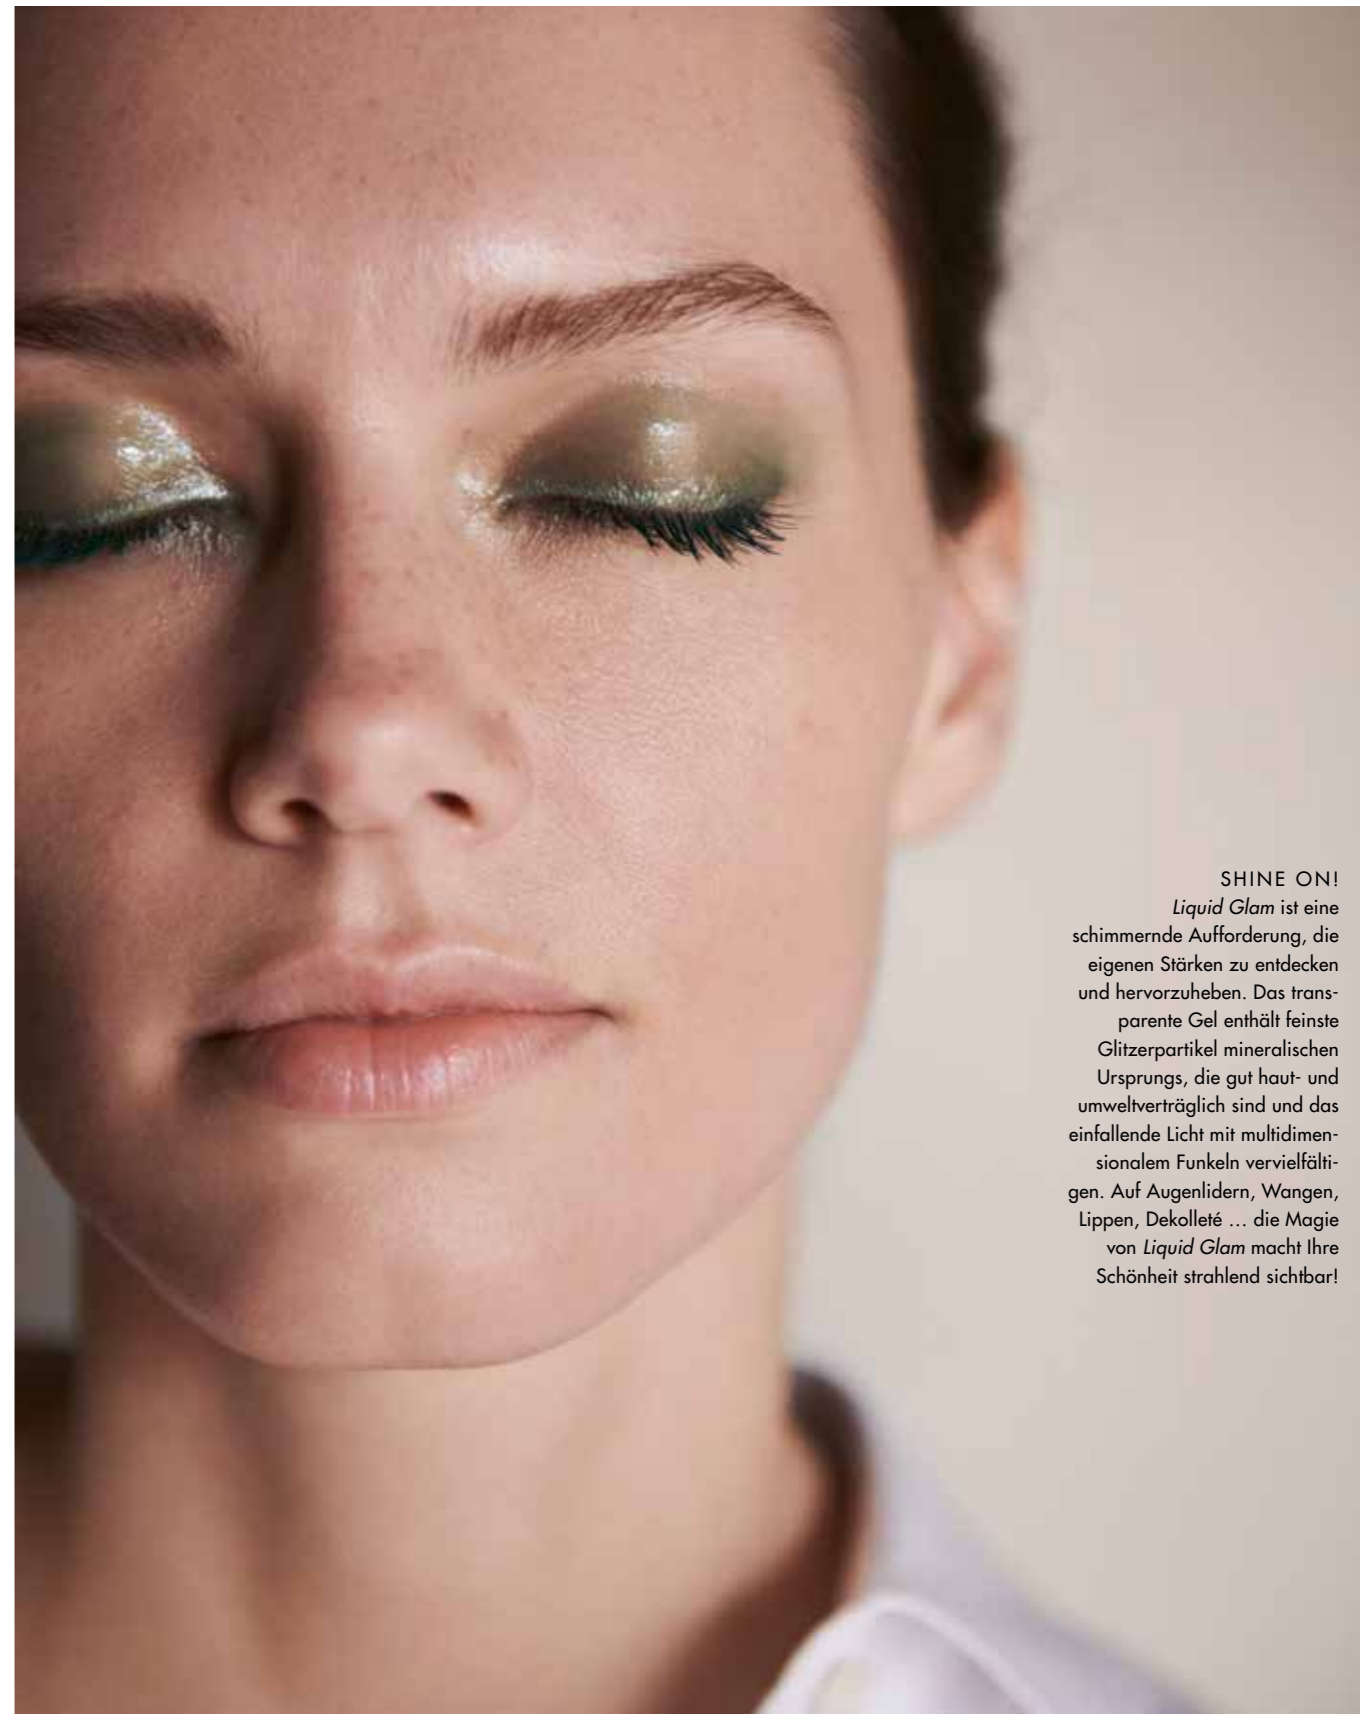 SHINE ON!
Liquid Glam ist eine
schimmernde Aufforderung, die
eigenen Stärken zu entdecken
und hervorzuheben. Das trans-
parente Gel enthält feinste
Glitzerpartikel mineralischen
Ursprungs, die gut haut- und
umweltverträglich sind und das
einfallende Licht mit multidimen-
sionalem Funkeln vervielfälti-
gen. Auf Augenlidern, Wangen,
Lippen, Dekolleté … die Magie
von Liquid Glam macht Ihre
Schönheit strahlend sichtbar!